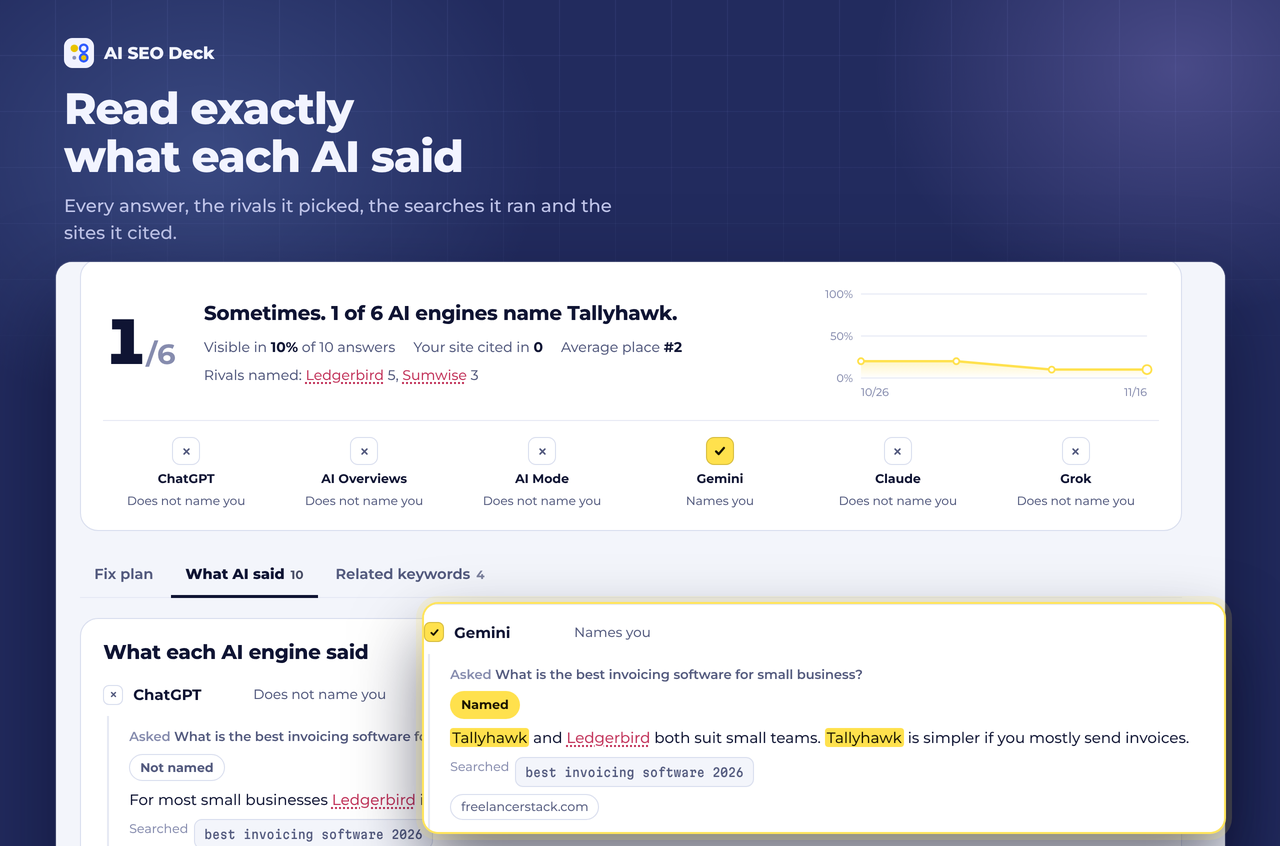 AI SEO Deck
Read exactly
what each AI said
Every answer, the rivals it picked, the searches it ran and the
sites it cited.
1/6
Sometimes. 1 of 6 AI engines name Tallyhawk.
Visible in 10% of 10 answers Your site cited in 0 Average place #2
Rivals named: Ledgerbird 5, Sumwise 3
100%
50%
0%
10/26 11/16
ChatGPT AI Overviews AI Mode Gemini Claude Grok
Does not name you Does not name you Does not name you Names you Does not name you Does not name you
Fix plan What AI said 10 Related keywords 4
What each AI engine said
ChatGPT Does not name you
Asked What is the best invoicing software
Not named
For most small businesses Ledgerbird
Searched best invoicing software 2026
Gemini Names you
Asked What is the best invoicing software for small business?
Named
Tallyhawk and Ledgerbird both suit small teams. Tallyhawk is simpler if you mostly send invoices.
Searched best invoicing software 2026
freelancerstack.com